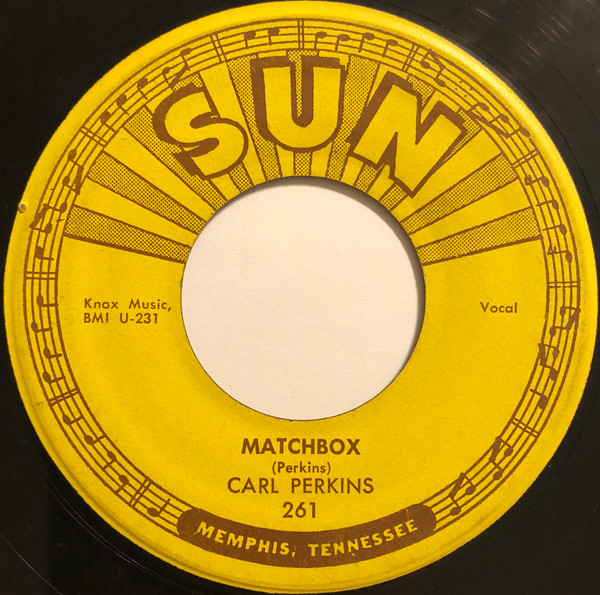 SUN
Knox Music,
BMI U-231
Vocal
MATCHBOX
(Perkins)
CARL PERKINS
261
MEMPHIS, TENNESSEE